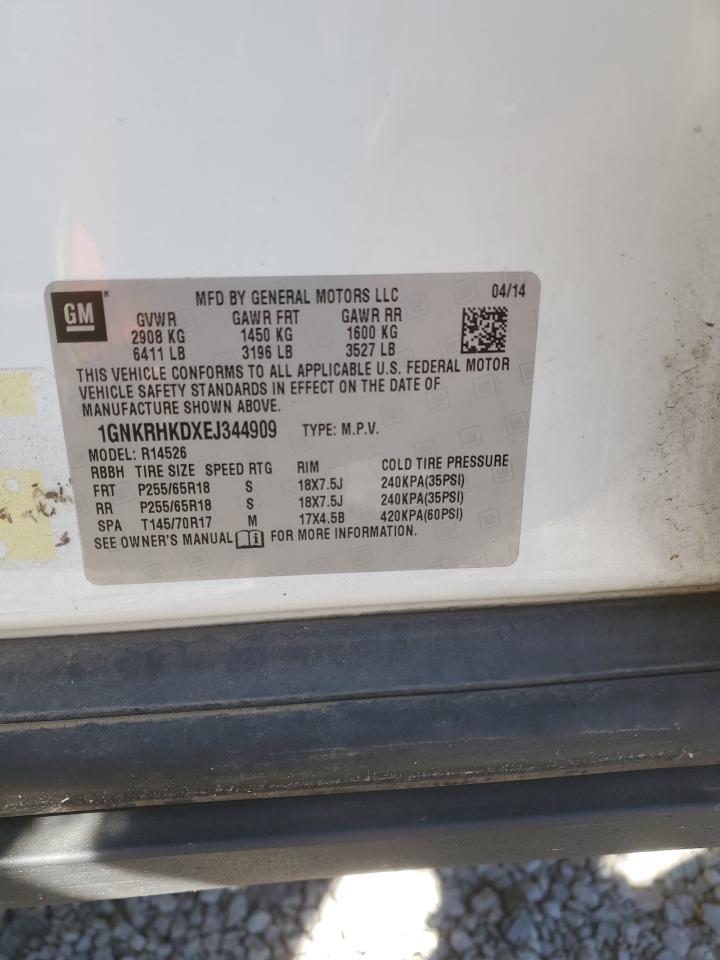 GM
MFD BY GENERAL MOTORS LLC 04/14
GVWR GAWR FRT GAWR RR
2908 KG 1450 KG 1600 KG
6411 LB 3196 LB 3527 LB
THIS VEHICLE CONFORMS TO ALL APPLICABLE U.S. FEDERAL MOTOR
VEHICLE SAFETY STANDARDS IN EFFECT ON THE DATE OF
MANUFACTURE SHOWN ABOVE.
1GNKRHKDXEJ344909 TYPE: M.P.V.
MODEL: R14526
RBBH TIRE SIZE SPEED RTG RIM COLD TIRE PRESSURE
FRT P255/65R18 S 18X7.5J 240KPA(35PSI)
RR P255/65R18 S 18X7.5J 240KPA(35PSI)
SPA T145/70R17 M 17X4.5B 420KPA(60PSI)
SEE OWNER'S MANUAL FOR MORE INFORMATION.